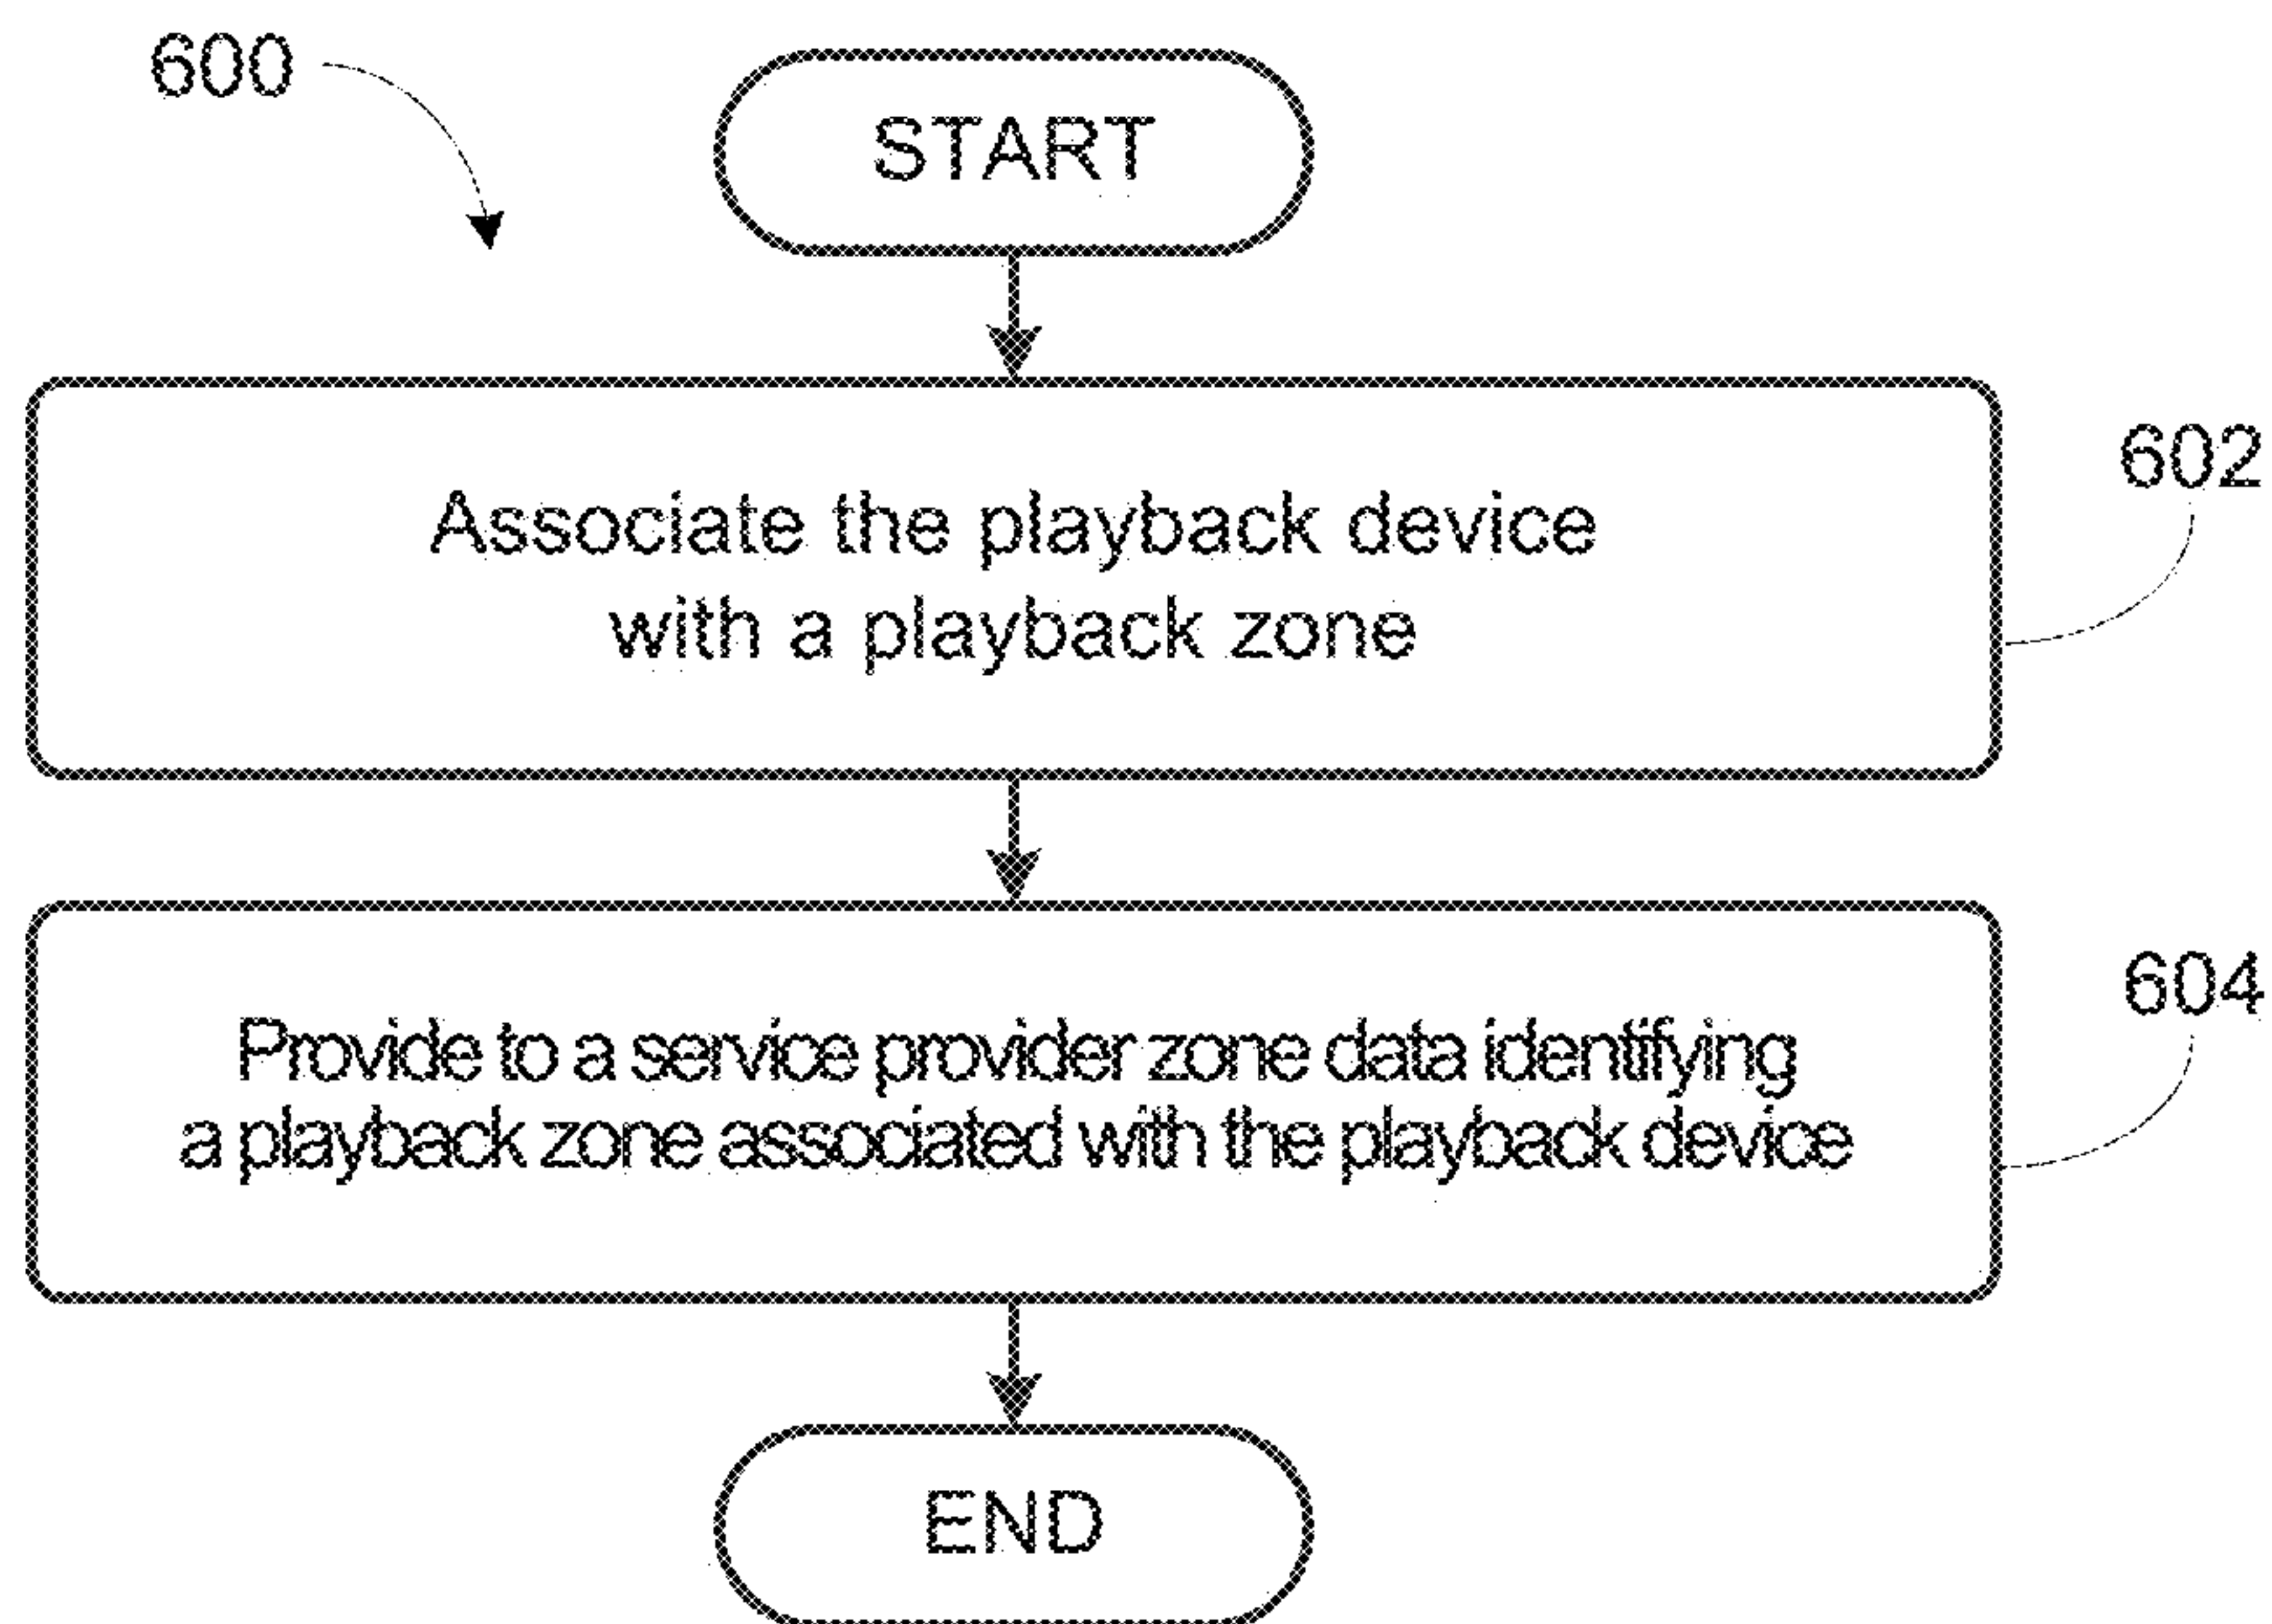 600
START
Associate the playback device
with a playback zone
602
Provide to a service provider zone data identifying
a playback zone associated with the playback device
604
END